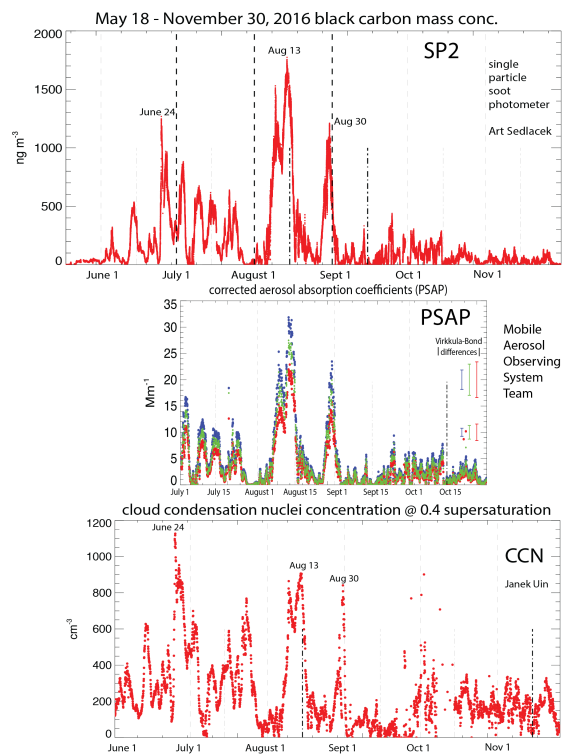 May 18 - November 30, 2016 black carbon mass conc.
2000
1500
1000
500
0
ng m-3
SP2
single
particle
soot
photometer
Art Sedlacek
June 24
Aug 13
Aug 30
June 1 July 1 August 1 Sept 1 Oct 1 Nov 1
corrected aerosol absorption coefficients (PSAP)
35
30
25
20
15
10
5
0
Mm-1
PSAP
Virkkula-Bond
|differences|
Mobile
Aerosol
Observing
System
Team
July 1 July 15 August 1 August 15 Sept 1 Sept 15 Oct 1 Oct 15
cloud condensation nuclei concentration @ 0.4 supersaturation
1200
1000
800
600
400
200
0
cm-3
June 24
Aug 13
Aug 30
CCN
Janek Uin
June 1 July 1 August 1 Sept 1 Oct 1 Nov 1